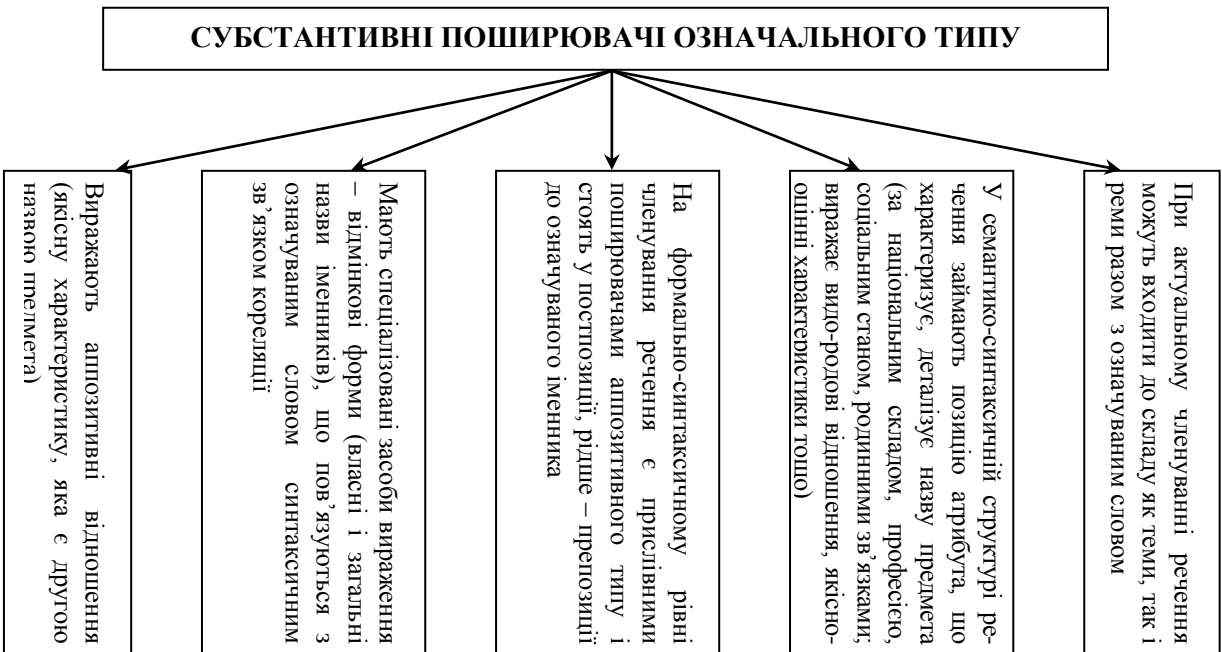 СУБСТАНТИВНІ ПОШИРЮВАЧІ ОЗНАЧАЛЬНОГО ТИПУ
Виражають аппозитивні відношення
(якісну характеристику, яка є другою
назвою предмета)
Мають спеціалізовані засоби вираження
– відмінкові форми (власні і загальні
назви іменників), що пов’язуються з
означуваним словом синтаксичним
зв’язком кореляції
На формально-синтаксичному рівні
членування речення є прислівними
поширювачами аппозитивного типу і
стоять у постпозиції, рідше – препозиції
до означуваного іменника
У семантико-синтаксичній структурі ре-
чення займають позицію атрибута, що
характеризує, деталізує назву предмета
(за національним складом, професією,
соціальним станом, родинними зв’язками;
виражає видо-родові відношення, якісно-
оцінні характеристики тощо)
При актуальному членуванні речення
можуть входити до складу як теми, так і
реми разом з означуваним словом